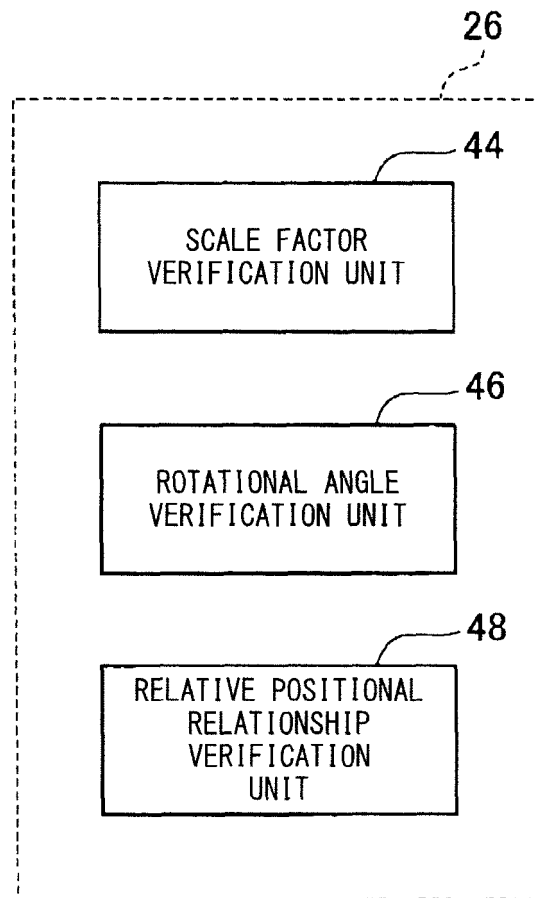 26
44
SCALE FACTOR
VERIFICATION UNIT
46
ROTATIONAL ANGLE
VERIFICATION UNIT
48
RELATIVE POSITIONAL
RELATIONSHIP
VERIFICATION
UNIT